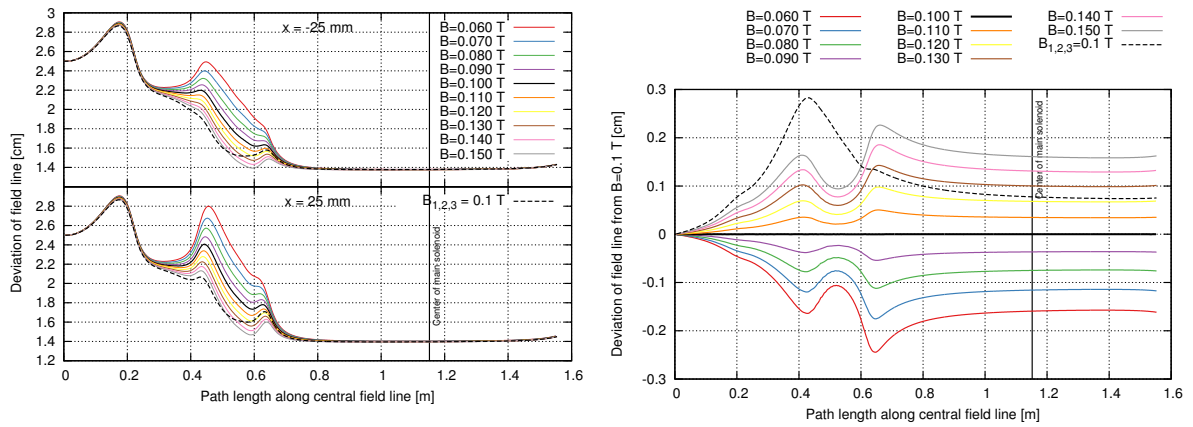 3
2.8
2.6
2.4
2.2
2
1.8
1.6
1.4
x = -25 mm
B=0.060 T
B=0.070 T
B=0.080 T
B=0.090 T
B=0.100 T
B=0.110 T
B=0.120 T
B=0.130 T
B=0.140 T
B=0.150 T
3
2.8
2.6
2.4
2.2
2
1.8
1.6
1.4
1.2
x = 25 mm
B1,2,3 = 0.1 T
Center of main solenoid
Deviation of field line [cm]
0 0.2 0.4 0.6 0.8 1 1.2 1.4 1.6
Path length along central field line [m]
B=0.060 T
B=0.070 T
B=0.080 T
B=0.090 T
B=0.100 T
B=0.110 T
B=0.120 T
B=0.130 T
B=0.140 T
B=0.150 T
B1,2,3=0.1 T
0.3
0.2
0.1
0
-0.1
-0.2
-0.3
Center of main solenoid
Deviation of field line from B=0.1 T [cm]
0 0.2 0.4 0.6 0.8 1 1.2 1.4 1.6
Path length along central field line [m]